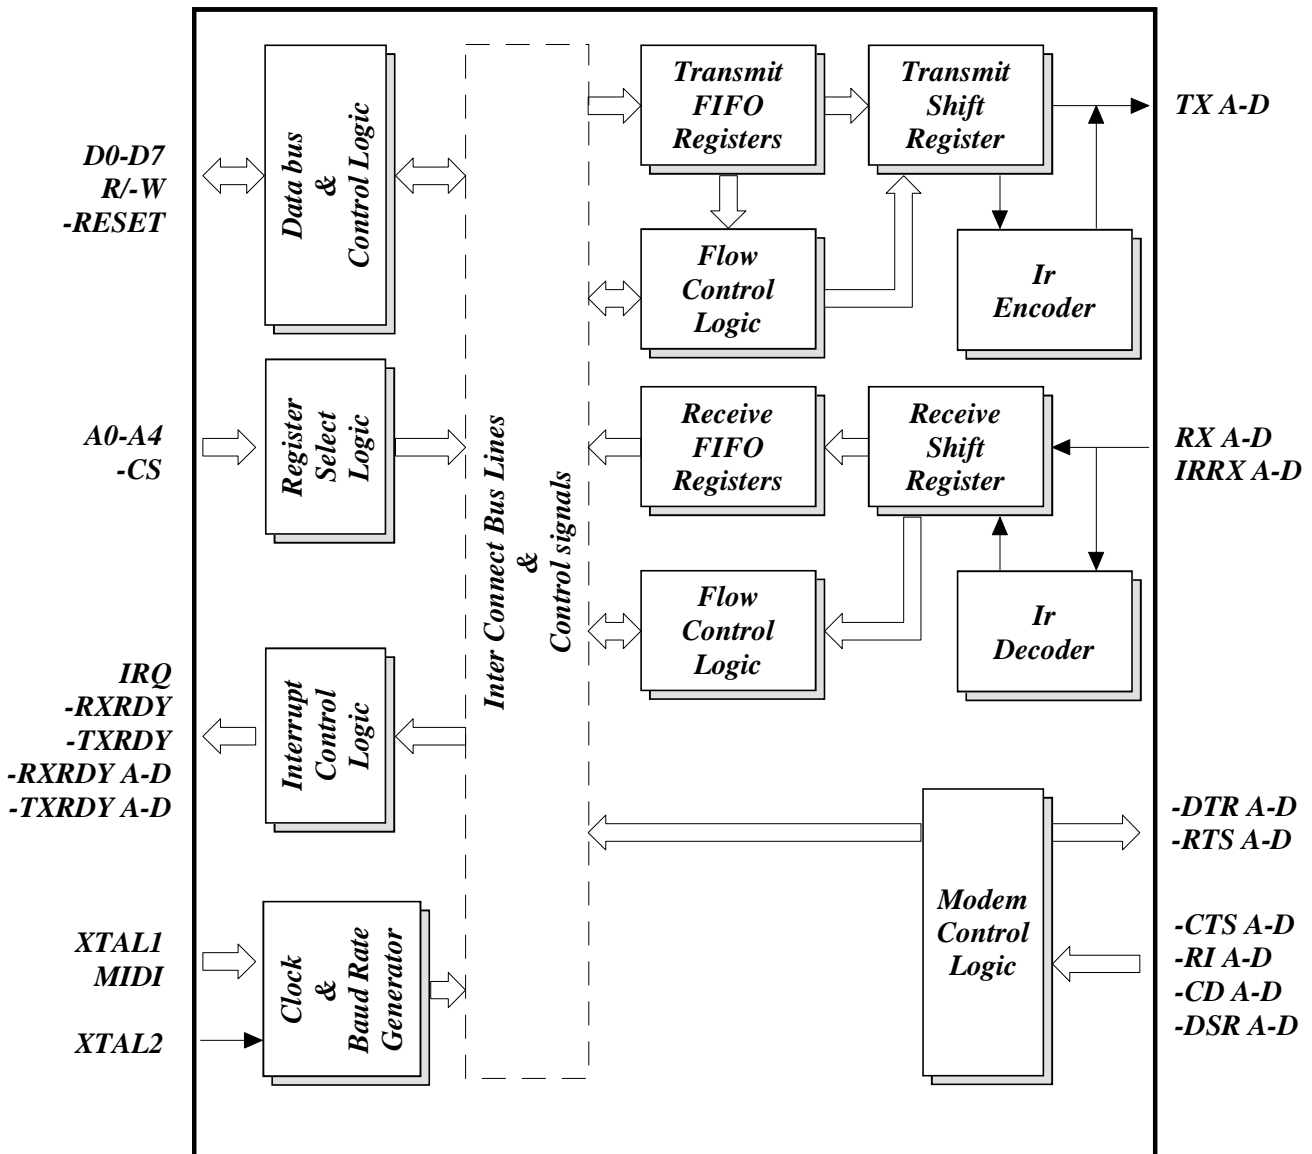 D0-D7
R/-W
-RESET
Data bus
&
Control Logic
A0-A4
-CS
Register
Select
Logic
IRQ
-RXRDY
-TXRDY
-RXRDY A-D
-TXRDY A-D
Interrupt
Control
Logic
XTAL1
MIDI
XTAL2
Clock
&
Baud Rate
Generator
Inter Connect Bus Lines
&
Control signals
Transmit
FIFO
Registers
Transmit
Shift
Register
TX A-D
Flow
Control
Logic
Ir
Encoder
Receive
FIFO
Registers
Receive
Shift
Register
RX A-D
IRRX A-D
Flow
Control
Logic
Ir
Decoder
Modem
Control
Logic
-DTR A-D
-RTS A-D
-CTS A-D
-RI A-D
-CD A-D
-DSR A-D